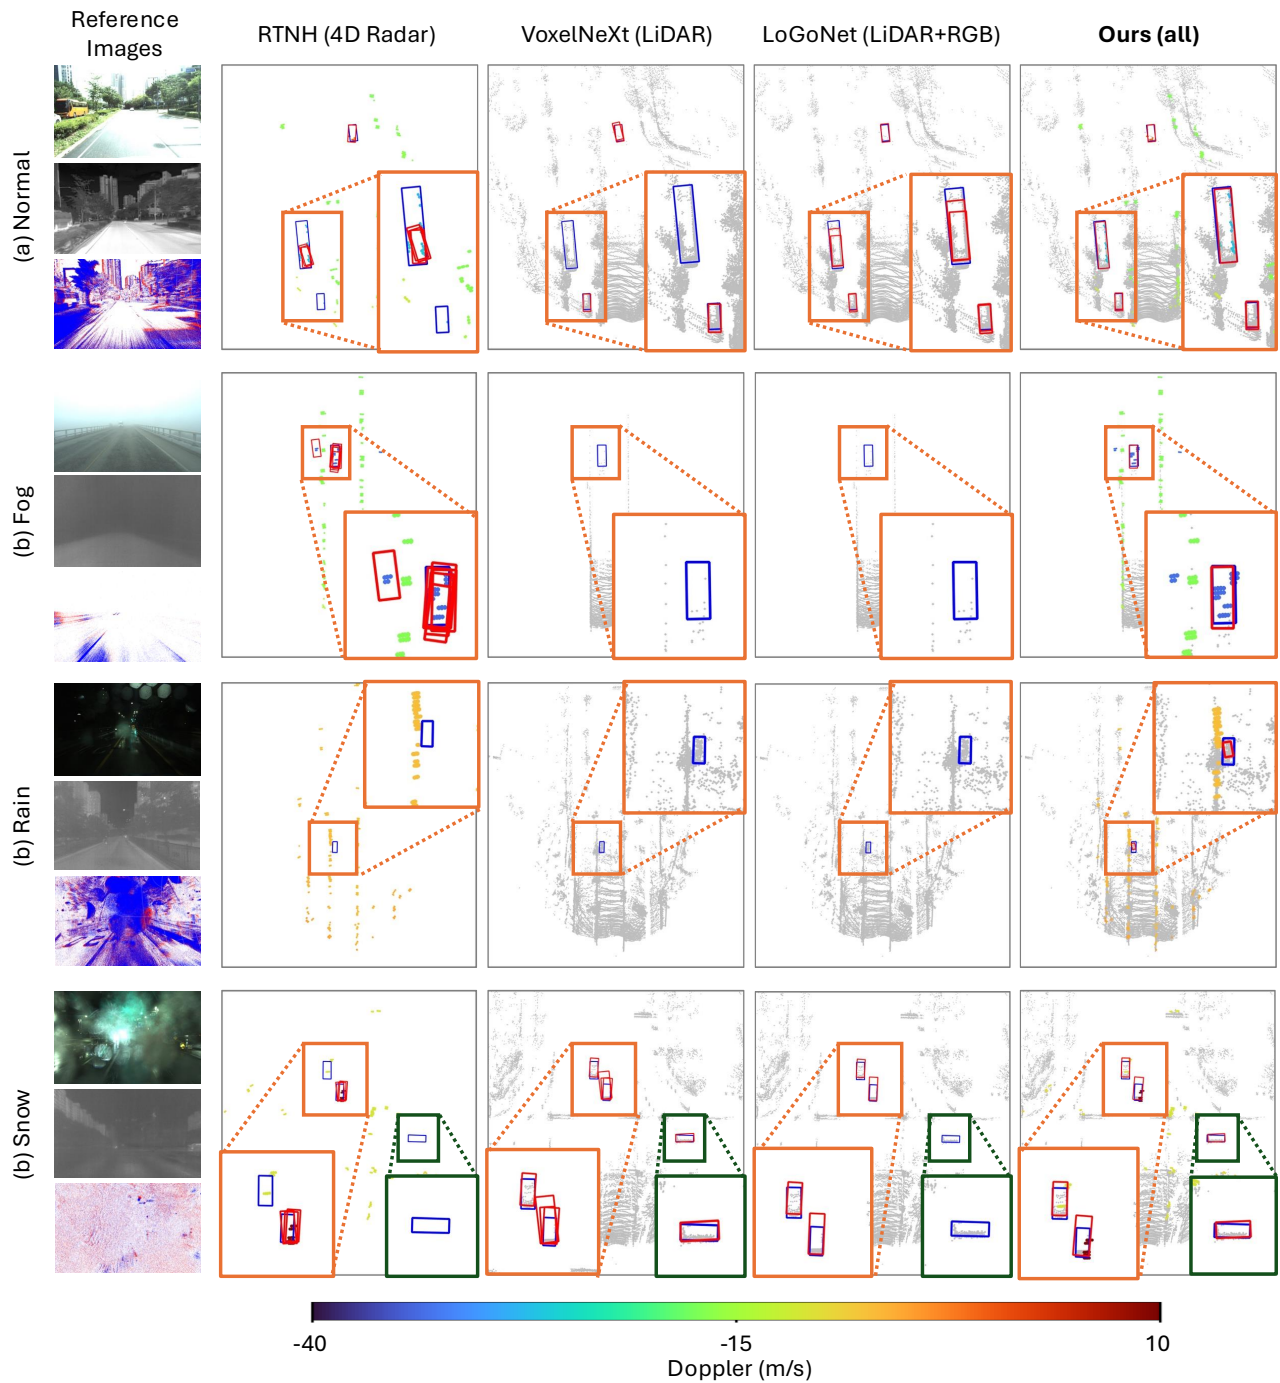 Reference
Images
RTNH (4D Radar)
VoxelNeXt (LiDAR)
LoGoNet (LiDAR+RGB)
Ours (all)
(a) Normal
(b) Fog
(b) Rain
(b) Snow
-40
-15
10
Doppler (m/s)